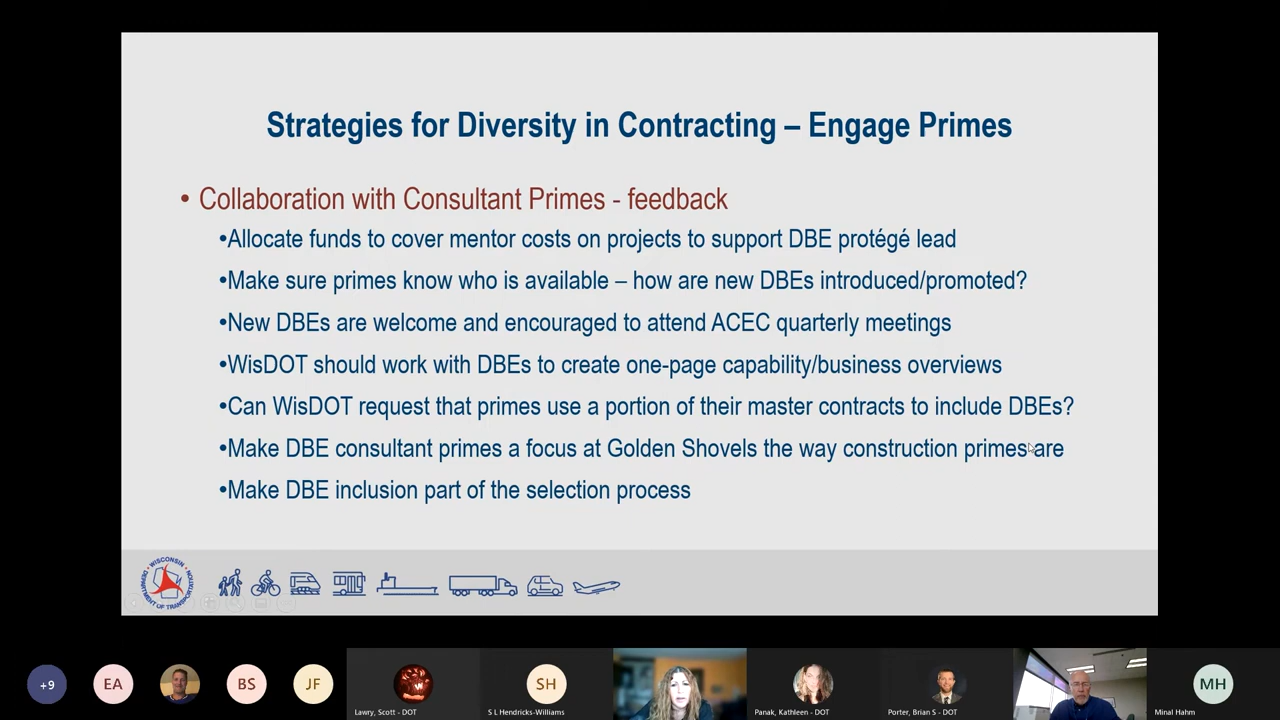 Strategies for Diversity in Contracting – Engage Primes
• Collaboration with Consultant Primes - feedback
•Allocate funds to cover mentor costs on projects to support DBE protégé lead
•Make sure primes know who is available – how are new DBEs introduced/promoted?
•New DBEs are welcome and encouraged to attend ACEC quarterly meetings
•WisDOT should work with DBEs to create one-page capability/business overviews
•Can WisDOT request that primes use a portion of their master contracts to include DBEs?
•Make DBE consultant primes a focus at Golden Shovels the way construction primes are
•Make DBE inclusion part of the selection process
WISCONSIN
DEPARTMENT OF TRANSPORTATION
+9
EA
BS
JF
SH
MH
Lawry, Scott - DOT
S L Hendricks-Williams
Panak, Kathleen - DOT
Porter, Brian S - DOT
Minal Hahm